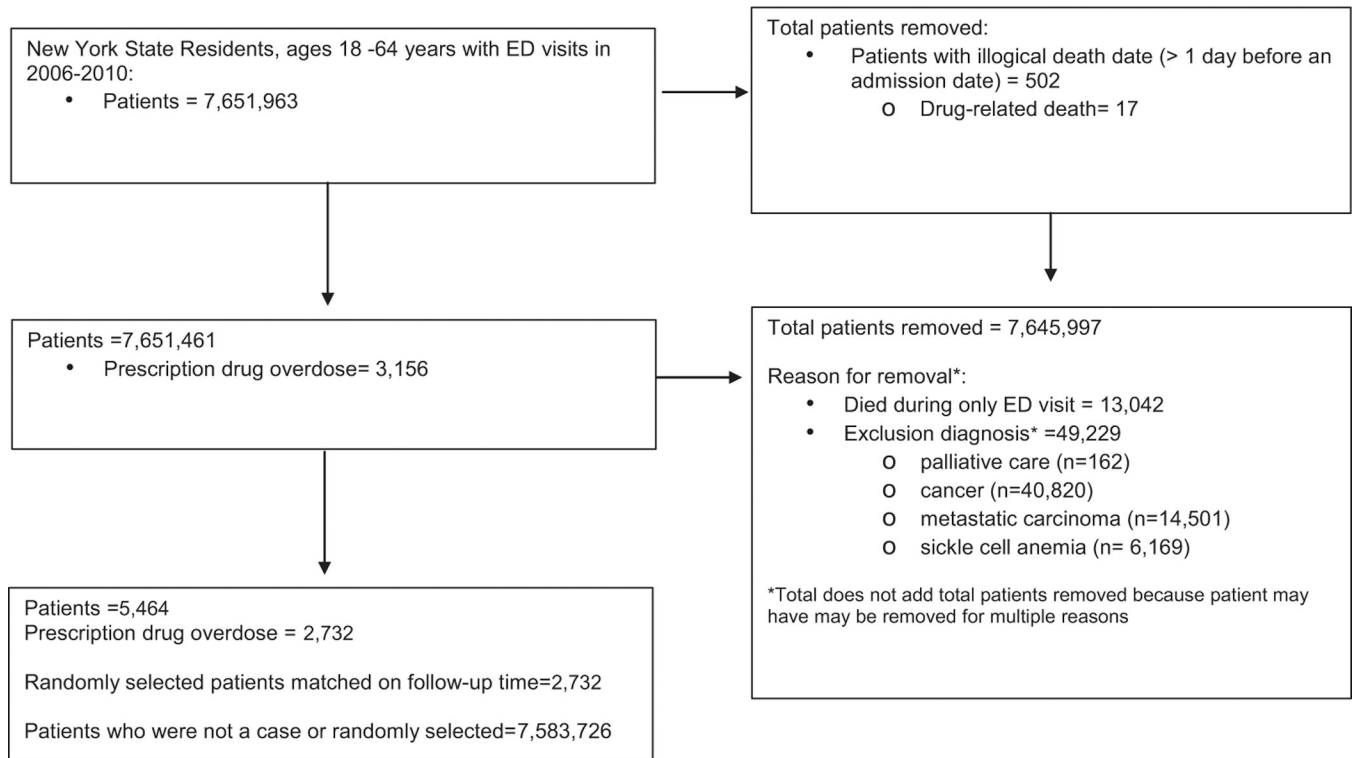 New York State Residents, ages 18 -64 years with ED visits in
2006-2010:
• Patients = 7,651,963
Total patients removed:
• Patients with illogical death date (> 1 day before an
admission date) = 502
o Drug-related death= 17
Patients =7,651,461
• Prescription drug overdose= 3,156
Total patients removed = 7,645,997
Reason for removal*:
• Died during only ED visit = 13,042
• Exclusion diagnosis* =49,229
o palliative care (n=162)
o cancer (n=40,820)
o metastatic carcinoma (n=14,501)
o sickle cell anemia (n= 6,169)
*Total does not add total patients removed because patient may
have may be removed for multiple reasons
Patients =5,464
Prescription drug overdose = 2,732
Randomly selected patients matched on follow-up time=2,732
Patients who were not a case or randomly selected=7,583,726